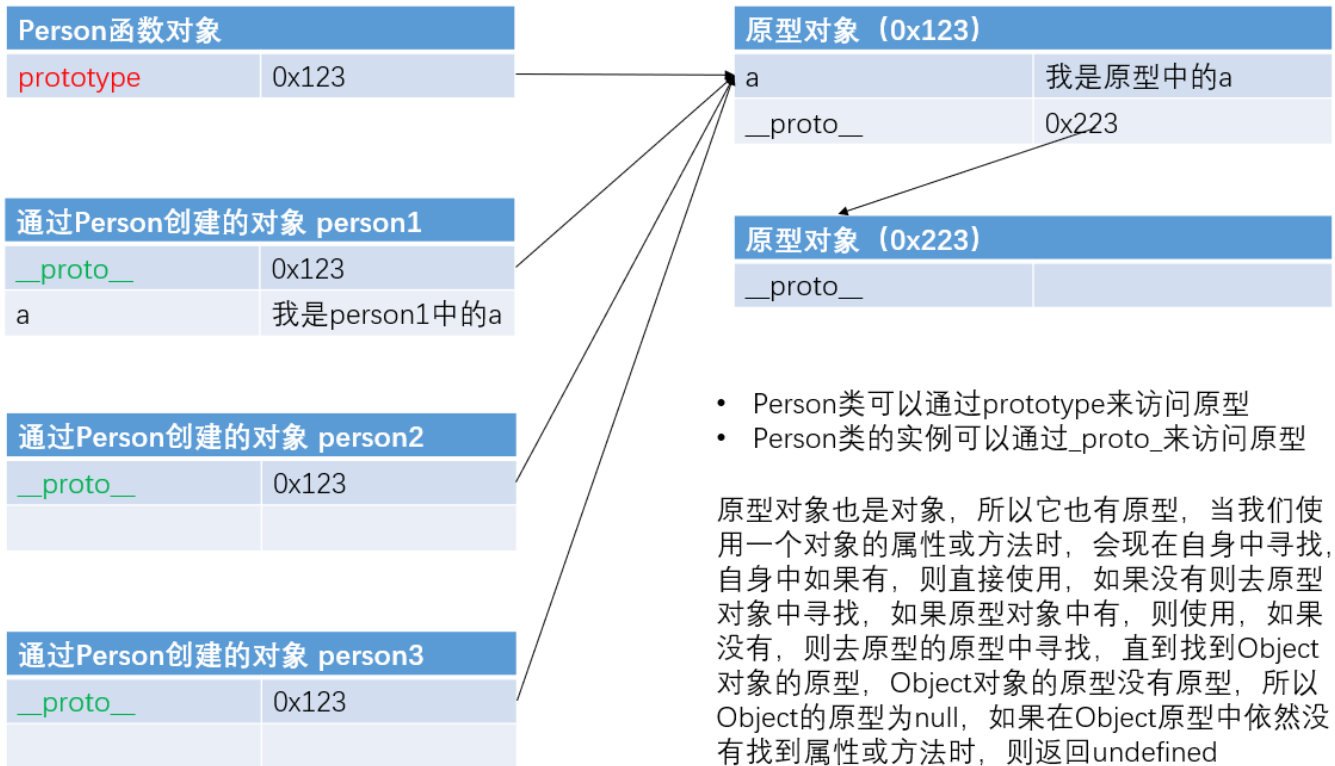 Person函数对象
prototype 0x123
通过Person创建的对象 person1
__proto__ 0x123
a 我是person1中的a
通过Person创建的对象 person2
__proto__ 0x123
通过Person创建的对象 person3
__proto__ 0x123
原型对象（0x123）
a 我是原型中的a
__proto__ 0x223
原型对象（0x223）
__proto__
• Person类可以通过prototype来访问原型
• Person类的实例可以通过_proto_来访问原型
原型对象也是对象，所以它也有原型，当我们使
用一个对象的属性或方法时，会现在自身中寻找，
自身中如果有，则直接使用，如果没有则去原型
对象中寻找，如果原型对象中有，则使用，如果
没有，则去原型的原型中寻找，直到找到Object
对象的原型，Object对象的原型没有原型，所以
Object的原型为null，如果在Object原型中依然没
有找到属性或方法时，则返回undefined